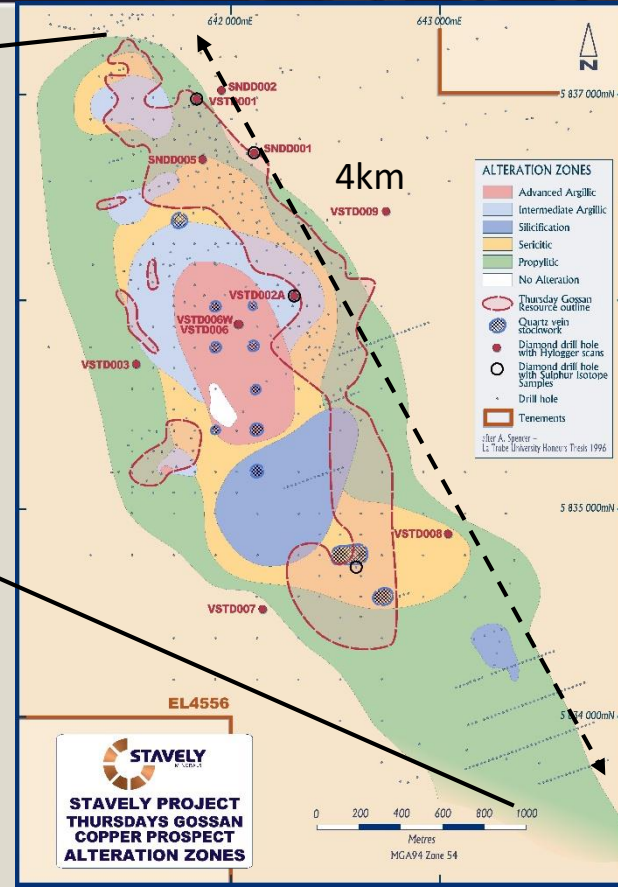 642 000mE
643 000mE
N
5 837 000mN
SNDD002
VSTD001
SNDD001
SNDD005
4km
VSTD009
ALTERATION ZONES
Advanced Argillic
Intermediate Argillic
Silicification
Sericitic
Propylitic
No Alteration
Thursday Gossan
Resource outline
Quartz vein
stockwork
Diamond drill hole
with Hylogger scans
Diamond drill hole
with Sulphur Isotope
Samples
Drill hole
Tenements
after A. Spencer –
La Trobe University Honours Thesis 1996
VSTD002A
VSTD006W
VSTD006
VSTD003
5 835 000mN
VSTD008
VSTD007
EL4556
5 834 000mN
STAVELY
MINERALS
STAVELY PROJECT
THURSDAYS GOSSAN
COPPER PROSPECT
ALTERATION ZONES
0 200 400 600 800 1000
Metres
MGA94 Zone 54